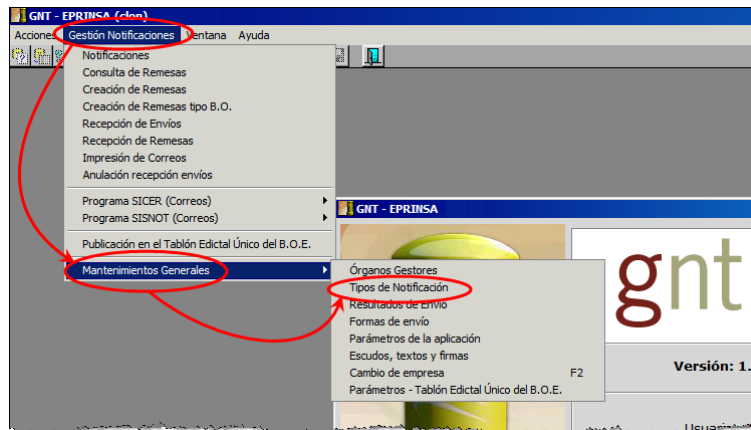 GNT - EPRINSA (clon)
Acciones Gestión Notificaciones Ventana Ayuda
Notificaciones
Consulta de Remesas
Creación de Remesas
Creación de Remesas tipo B.O.
Recepción de Envíos
Recepción de Remesas
Impresión de Correos
Anulación recepción envíos
Programa SICER (Correos)
Programa SISNOT (Correos)
Publicación en el Tablón Edictal Único del B.O.E.
Mantenimientos Generales
GNT - EPRINSA
Órganos Gestores
Tipos de Notificación
Resultados de Envío
Formas de envío
Parámetros de la aplicación
Escudos, textos y firmas
Cambio de empresa F2
Parámetros - Tablón Edictal Único del B.O.E.
gnt
Versión: 1.